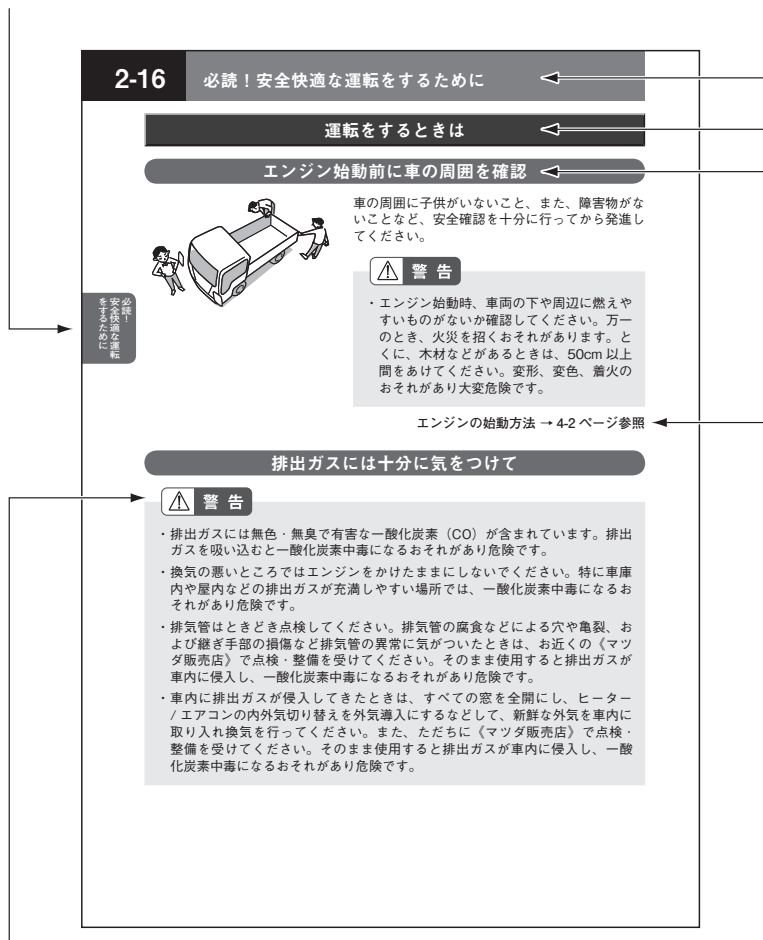 2-16 必読！安全快適な運転をするために
運転をするときは
エンジン始動前に車の周囲を確認
車の周囲に子供がいないこと、また、障害物がな
いことなど、安全確認を十分に行ってから発進し
てください。
警 告
・エンジン始動時、車両の下や周辺に燃えや
すいものがないか確認してください。万一
のとき、火災を招くおそれがあります。と
くに、木材などがあるときは、50cm 以上
間をあけてください。変形、変色、着火の
おそれがあり大変危険です。
必読！
安全快適な運転
をするために
エンジンの始動方法 → 4-2 ページ参照
排出ガスには十分に気をつけて
警 告
・排出ガスには無色・無臭で有害な一酸化炭素（CO）が含まれています。排出
ガスを吸い込むと一酸化炭素中毒になるおそれがあり危険です。
・換気の悪いところではエンジンをかけたままにしないでください。特に車庫
内や屋内などの排出ガスが充満しやすい場所では、一酸化炭素中毒になるお
それがあり危険です。
・排気管はときどき点検してください。排気管の腐食などによる穴や亀裂、お
よび継ぎ手部の損傷など排気管の異常に気がついたときは、お近くの《マツ
ダ販売店》で点検・整備を受けてください。そのまま使用すると排出ガスが
車内に侵入し、一酸化炭素中毒になるおそれがあり危険です。
・車内に排出ガスが侵入してきたときは、すべての窓を全開にし、ヒーター
/ エアコンの内外気切り替えを外気導入にするなどして、新鮮な外気を車内に
取り入れ換気を行ってください。また、ただちに《マツダ販売店》で点検・
整備を受けてください。そのまま使用すると排出ガスが車内に侵入し、一酸
化炭素中毒になるおそれがあり危険です。